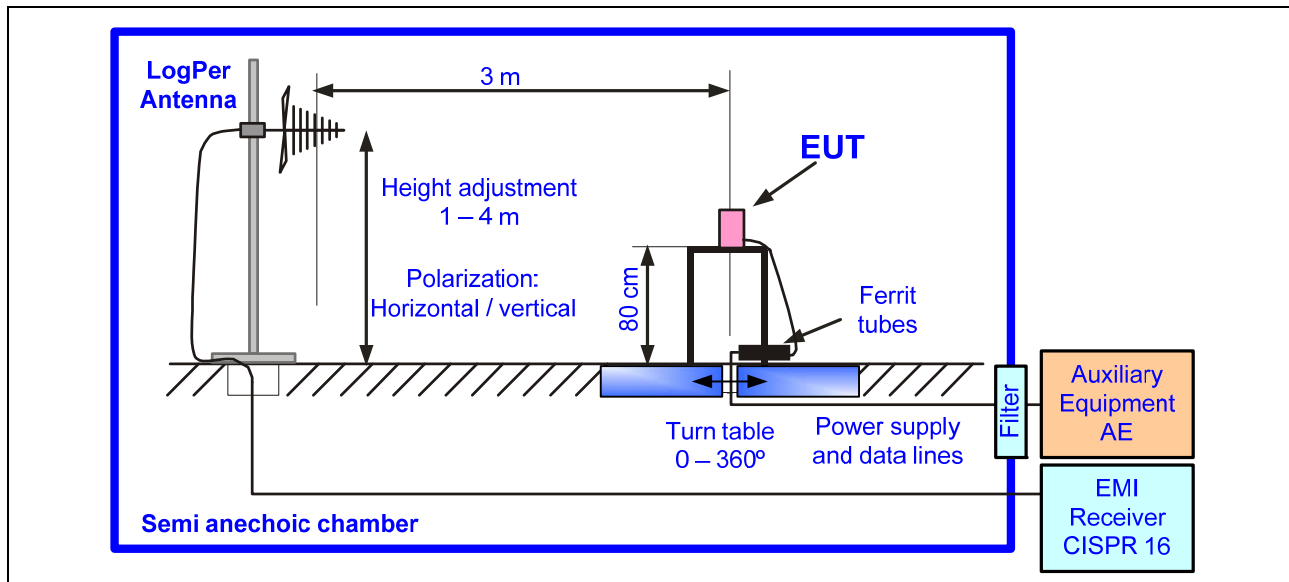 LogPer
Antenna
3 m
EUT
Height adjustment
1 – 4 m
Polarization:
Horizontal / vertical
80 cm
Ferrit
tubes
Turn table
0 – 360º
Power supply
and data lines
Filter
Auxiliary
Equipment
AE
EMI
Receiver
CISPR 16
Semi anechoic chamber